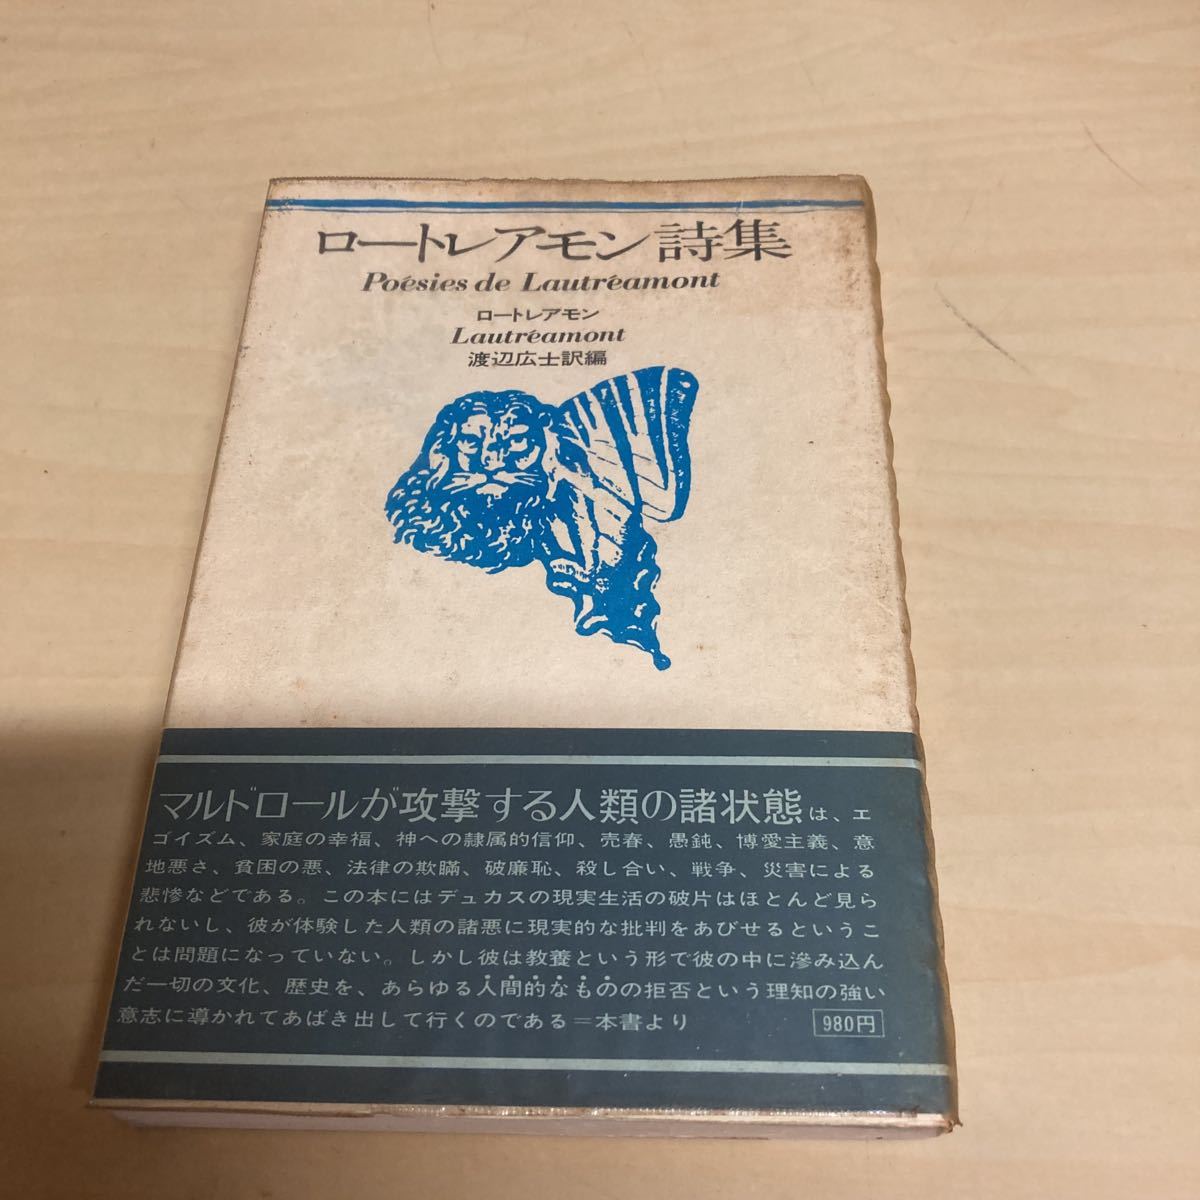 ロートレアモン詩集
Poésies de Lautréamont
ロートレアモン
Lautréamont
渡辺広士訳編
マルドロールが攻撃する人類の諸状態は、エ
ゴイズム、家庭の幸福、神への隷属的信仰、売春、愚鈍、博愛主義、意
地悪さ、貧困の悪、法律の欺瞞、破廉恥、殺し合い、戦争、災害による
悲惨などである。この本にはデュカスの現実生活の破片はほとんど見ら
れないし、彼が体験した人類の諸悪に現実的な批判をあびせるというこ
とは問題になっていない。しかし彼は教養という形で彼の中に滲み込ん
だ一切の文化、歴史を、あらゆる人間的なものの拒否という理知の強い
意志に導かれてあばき出して行くのである＝本書より
980円